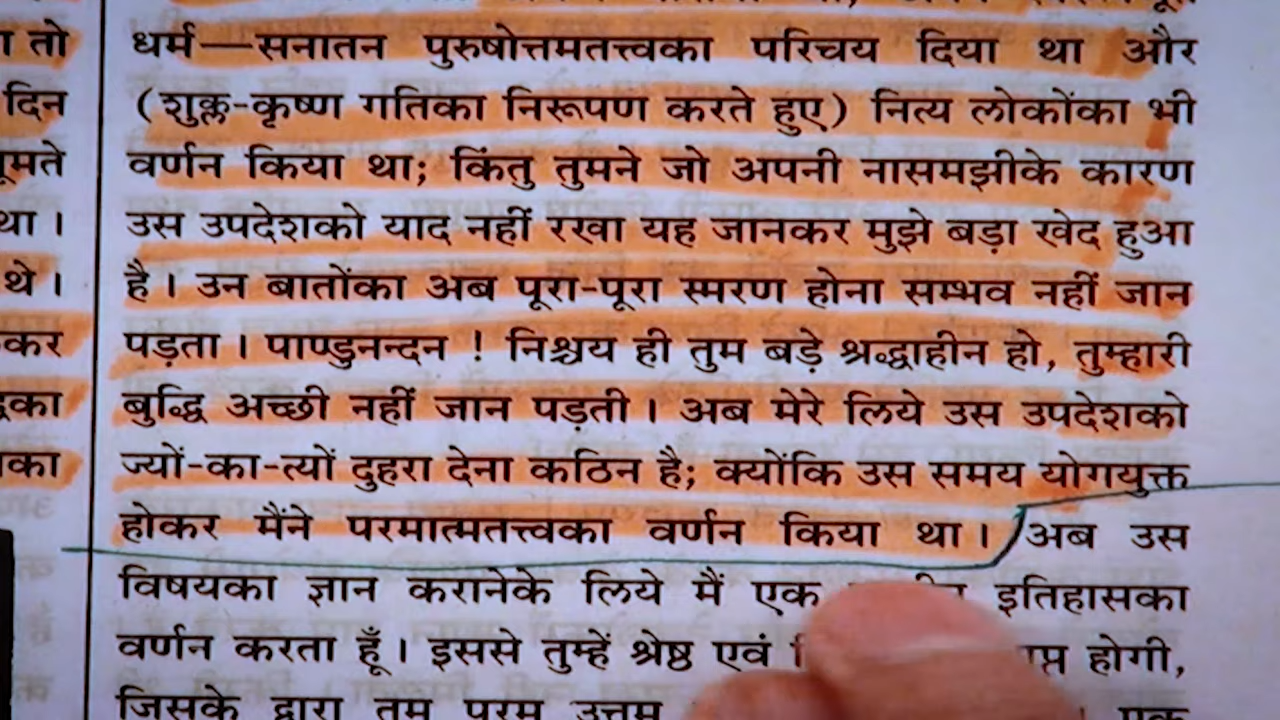 ा तो
दिन
ूमते
था।
थे।
कर
का
का
धर्म—सनातन पुरुषोत्तमतत्त्वका परिचय दिया था और
(शुक्ल-कृष्ण गतिका निरूपण करते हुए) नित्य लोकोंका भी
वर्णन किया था; किंतु तुमने जो अपनी नासमझीके कारण
उस उपदेशको याद नहीं रखा यह जानकर मुझे बड़ा खेद हुआ
है। उन बातोंका अब पूरा-पूरा स्मरण होना सम्भव नहीं जान
पड़ता। पाण्डुनन्दन ! निश्चय ही तुम बड़े श्रद्धाहीन हो, तुम्हारी
बुद्धि अच्छी नहीं जान पड़ती। अब मेरे लिये उस उपदेशको
ज्यों-का-त्यों दुहरा देना कठिन है; क्योंकि उस समय योगयुक्त
होकर मैंने परमात्मतत्त्वका वर्णन किया था। अब उस
विषयका ज्ञान करानेके लिये मैं एक इतिहासका
वर्णन करता हूँ। इससे तुम्हें श्रेष्ठ एवं होगी,
जिसके द्वारा तुम परम उत्तम एक